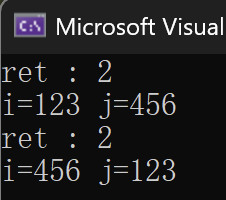 Microsoft Visual
ret : 2
i=123 j=456
ret : 2
i=456 j=123